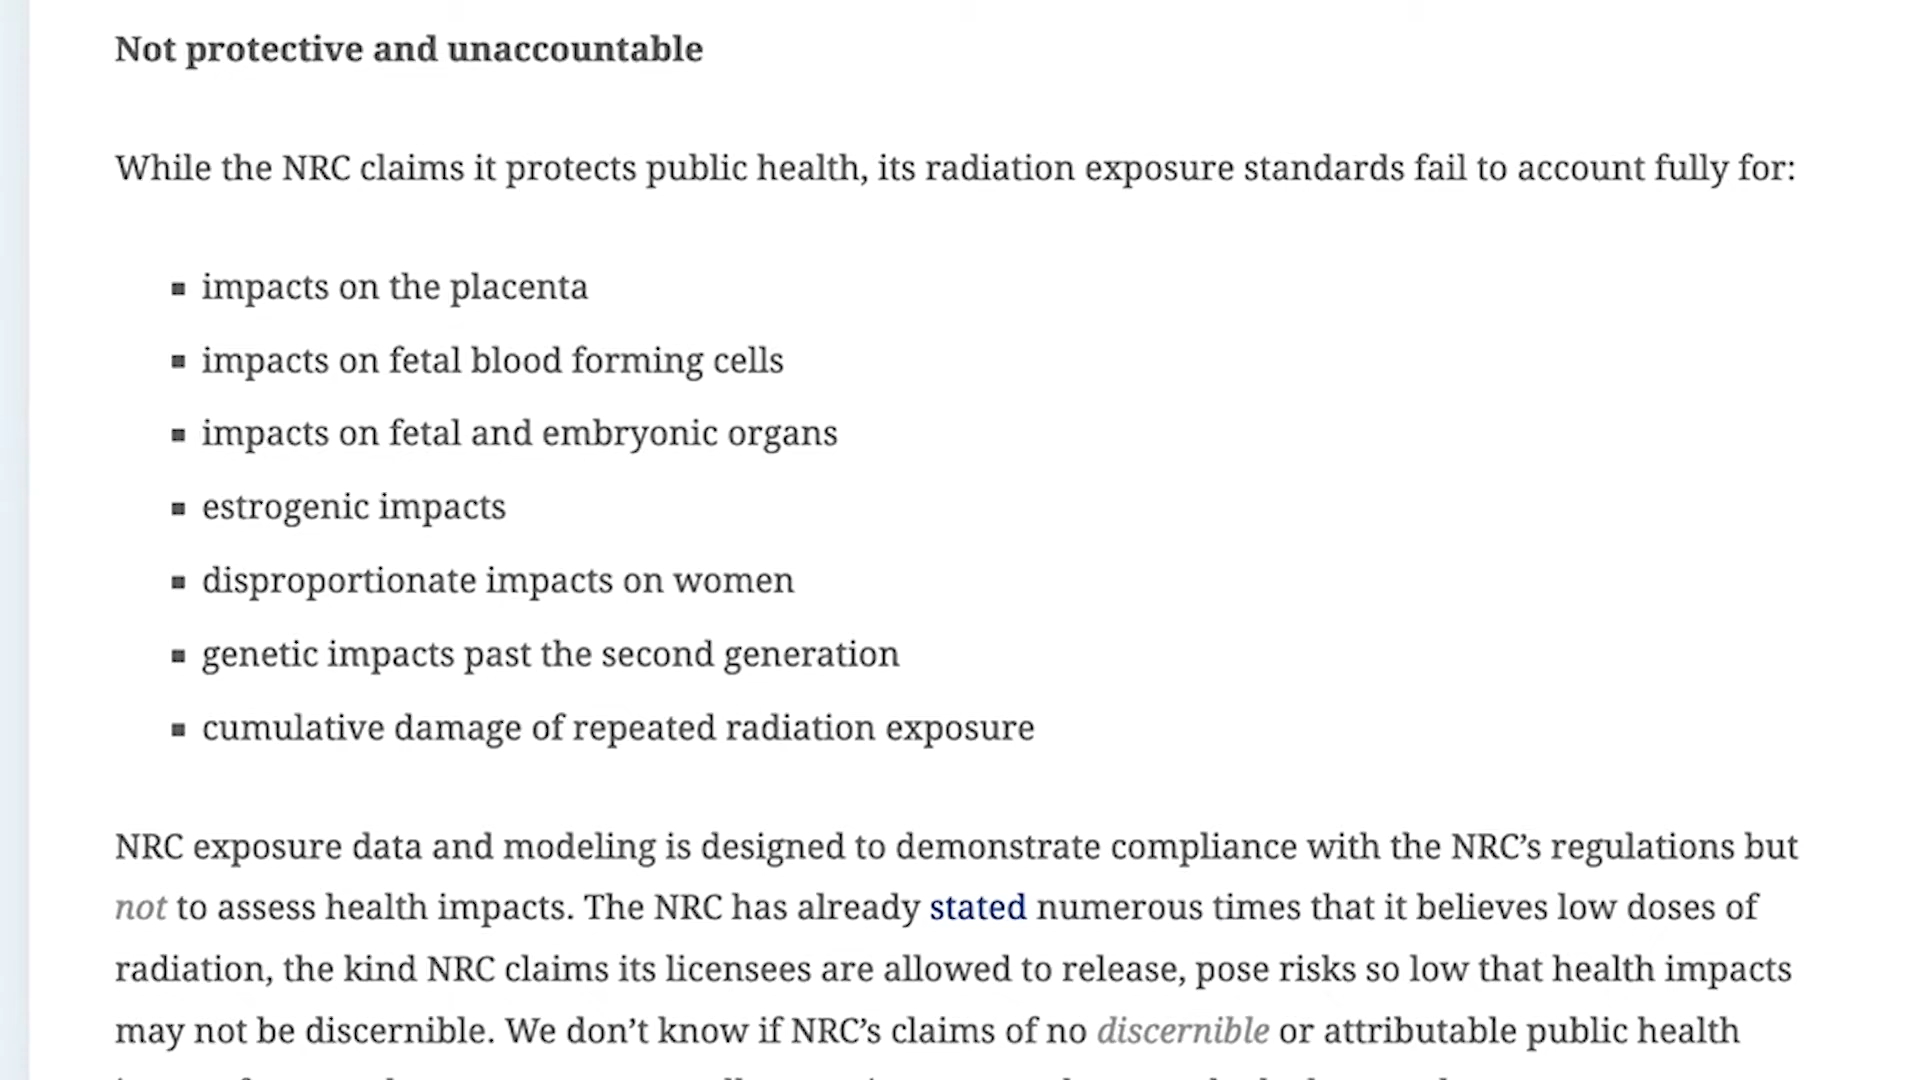 Not protective and unaccountable
While the NRC claims it protects public health, its radiation exposure standards fail to account fully for:
▪ impacts on the placenta
▪ impacts on fetal blood forming cells
▪ impacts on fetal and embryonic organs
▪ estrogenic impacts
▪ disproportionate impacts on women
▪ genetic impacts past the second generation
▪ cumulative damage of repeated radiation exposure
NRC exposure data and modeling is designed to demonstrate compliance with the NRC’s regulations but
not to assess health impacts. The NRC has already stated numerous times that it believes low doses of
radiation, the kind NRC claims its licensees are allowed to release, pose risks so low that health impacts
may not be discernible. We don’t know if NRC’s claims of no discernible or attributable public health